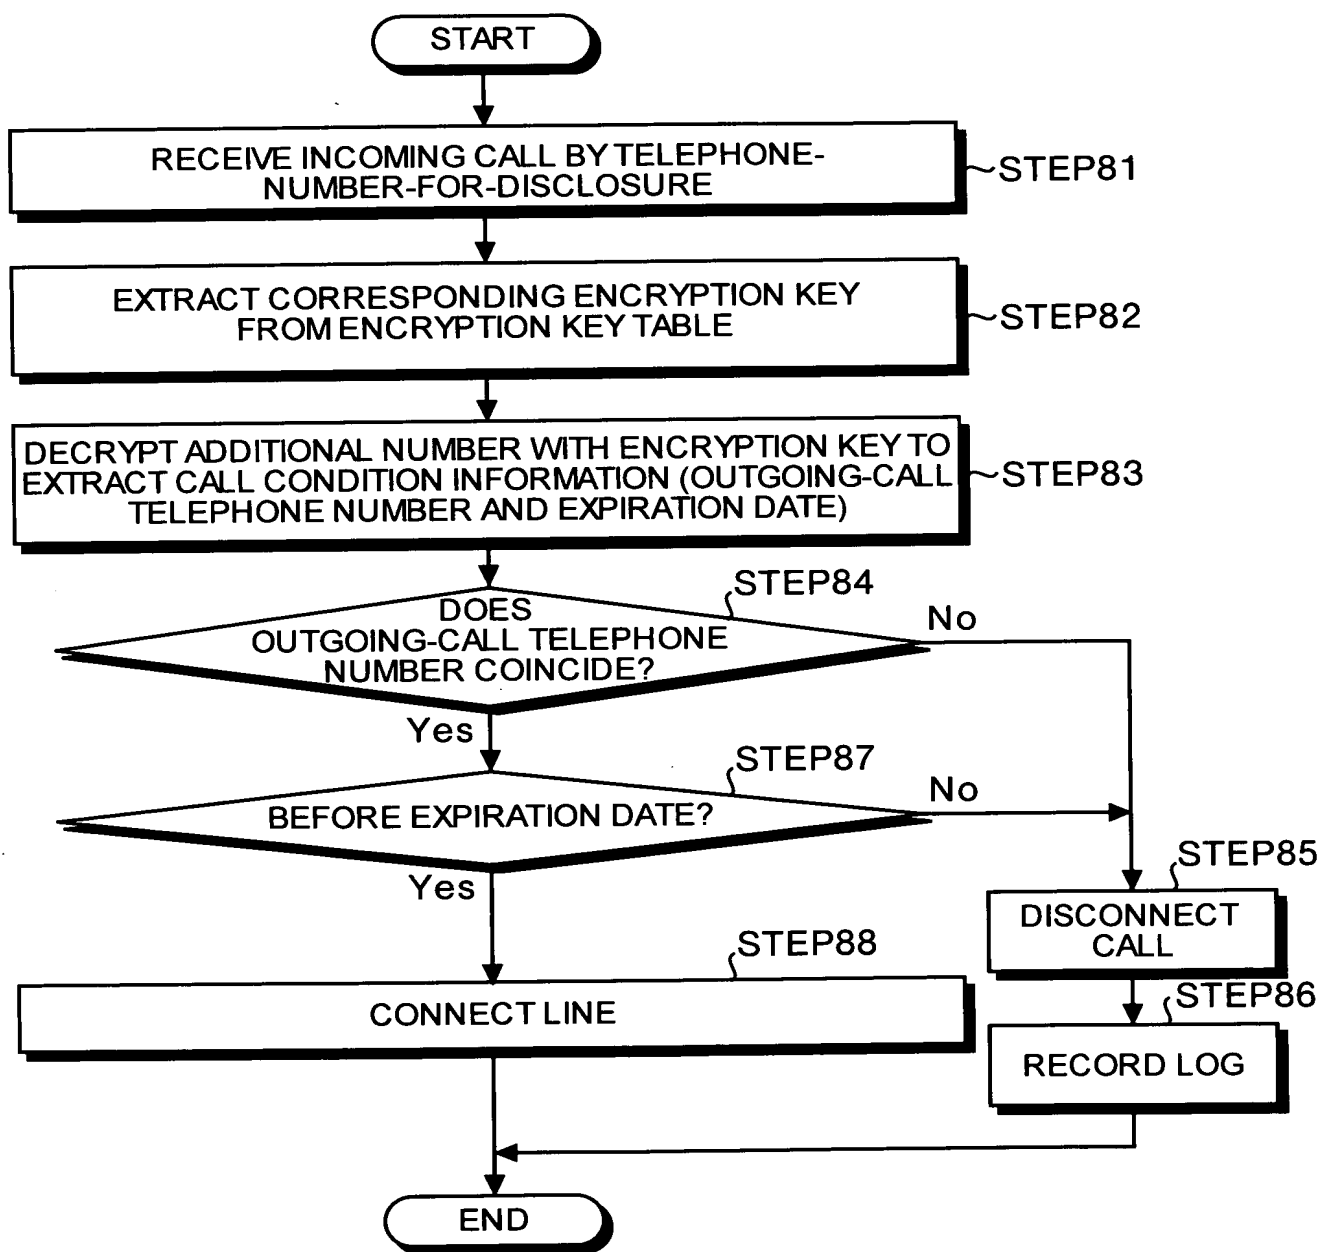 START
RECEIVE INCOMING CALL BY TELEPHONE-
NUMBER-FOR-DISCLOSURE
STEP81
EXTRACT CORRESPONDING ENCRYPTION KEY
FROM ENCRYPTION KEY TABLE
STEP82
DECRYPT ADDITIONAL NUMBER WITH ENCRYPTION KEY TO
EXTRACT CALL CONDITION INFORMATION (OUTGOING-CALL
TELEPHONE NUMBER AND EXPIRATION DATE)
STEP83
STEP84
DOES
OUTGOING-CALL TELEPHONE
NUMBER COINCIDE?
No
Yes
STEP87
BEFORE EXPIRATION DATE?
No
Yes
STEP85
DISCONNECT
CALL
STEP88
CONNECT LINE
STEP86
RECORD LOG
END